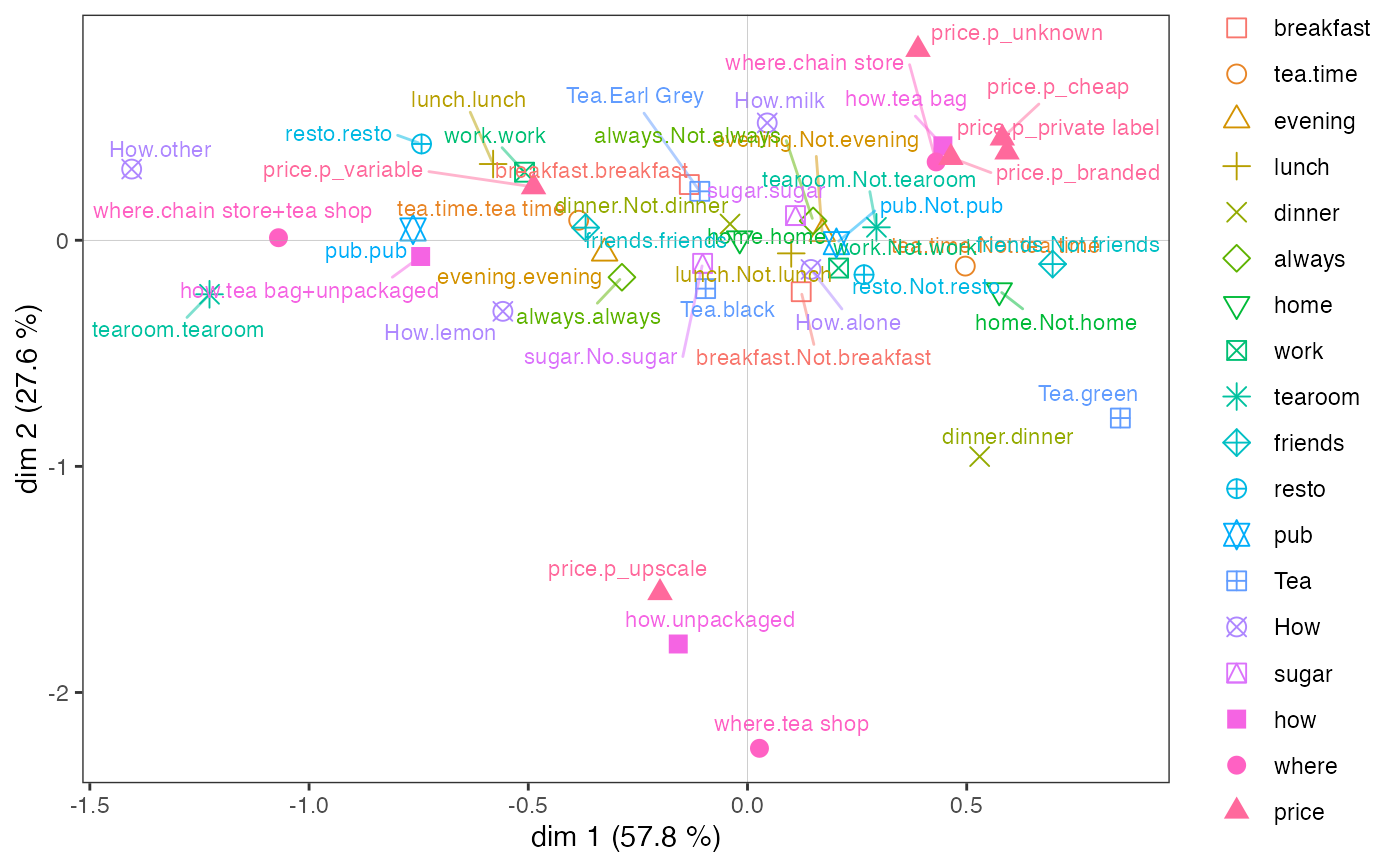 price.p_unknown
where.chain store
price.p_cheap
Tea.Earl Grey
lunch.lunch
How.milk
how.tea bag
price.p_private label
resto.resto
work.work
always.Not.always
evening.Not.evening
How.other
price.p_variable
breakfast.breakfast
price.p_branded
tearoom.Not.tearoom
sugar.sugar
where.chain store+tea shop
tea.time.tea time
dinner.Not.dinner
pub.Not.pub
friends.friends
home.home
work.Not.work
tea.time.Not.tea time
friends.Not.friends
pub.pub
evening.evening
lunch.Not.lunch
how.tea bag+unpackaged
resto.Not.resto
Tea.black
always.always
How.alone
home.Not.home
tearoom.tearoom
How.lemon
sugar.No.sugar
breakfast.Not.breakfast
Tea.green
dinner.dinner
price.p_upscale
how.unpackaged
where.tea shop
0
-1
-2
-1.5
-1.0
-0.5
0.0
0.5
dim 1 (57.8 %)
dim 2 (27.6 %)
breakfast
tea.time
evening
lunch
dinner
always
home
work
tearoom
friends
resto
pub
Tea
How
sugar
how
where
price